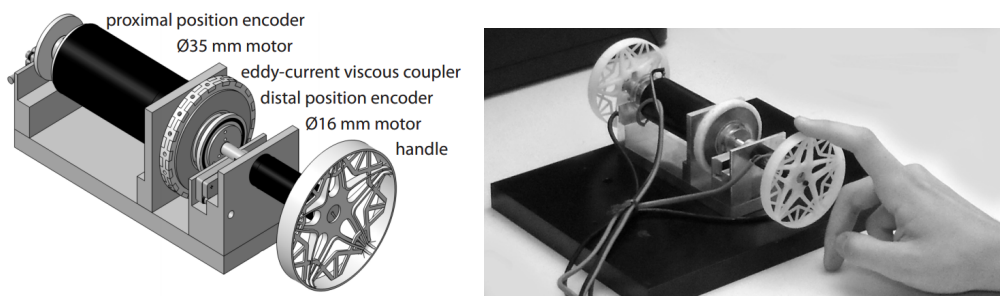 proximal position encoder
Ø35 mm motor
eddy-current viscous coupler
distal position encoder
Ø16 mm motor
handle